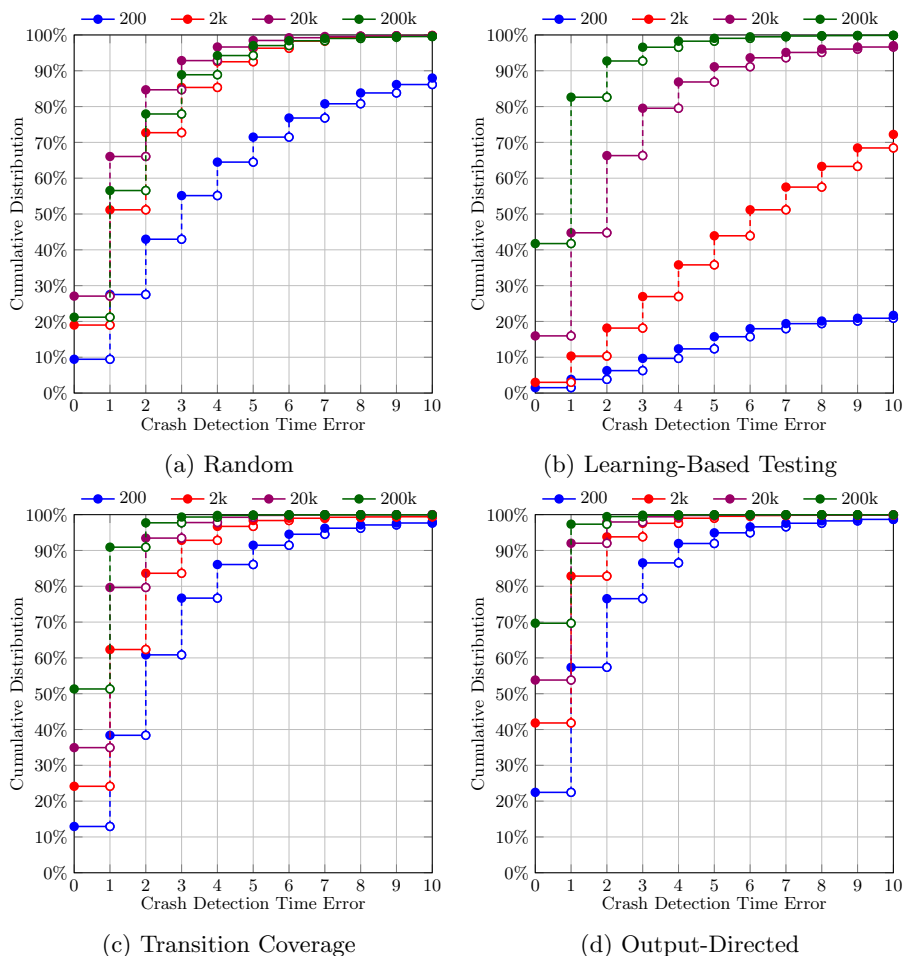 200 2k 20k 200k
100%
90%
80%
70%
60%
50%
40%
30%
20%
10%
0%
Cumulative Distribution
0 1 2 3 4 5 6 7 8 9 10
Crash Detection Time Error
(a) Random
200 2k 20k 200k
100%
90%
80%
70%
60%
50%
40%
30%
20%
10%
0%
Cumulative Distribution
0 1 2 3 4 5 6 7 8 9 10
Crash Detection Time Error
(b) Learning-Based Testing
200 2k 20k 200k
100%
90%
80%
70%
60%
50%
40%
30%
20%
10%
0%
Cumulative Distribution
0 1 2 3 4 5 6 7 8 9 10
Crash Detection Time Error
(c) Transition Coverage
200 2k 20k 200k
100%
90%
80%
70%
60%
50%
40%
30%
20%
10%
0%
Cumulative Distribution
0 1 2 3 4 5 6 7 8 9 10
Crash Detection Time Error
(d) Output-Directed